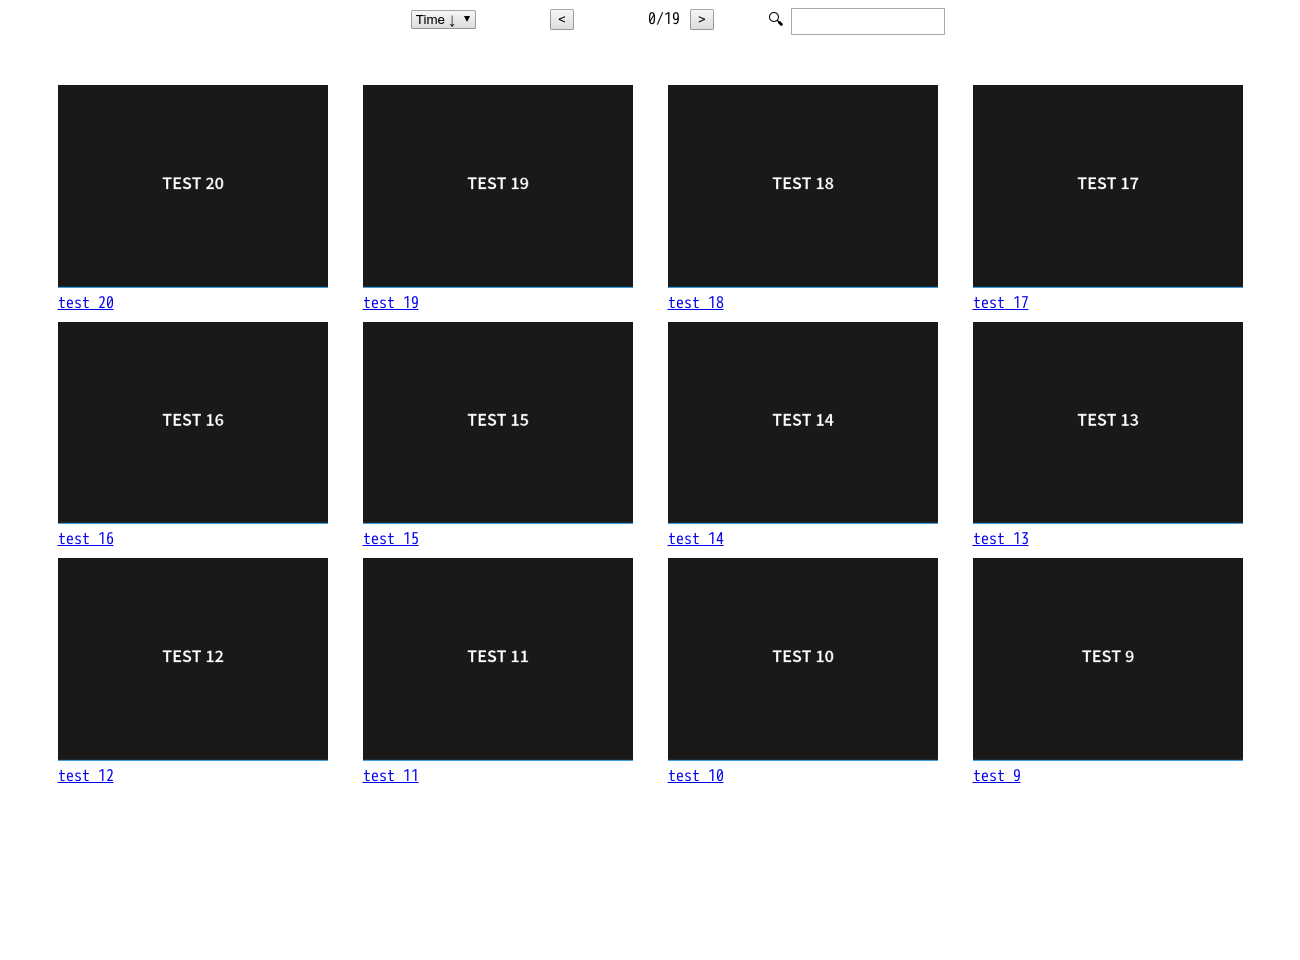 Time ↓ ▼ < 0/19 > 🔍
TEST 20 TEST 19 TEST 18 TEST 17
test 20 test 19 test 18 test 17
TEST 16 TEST 15 TEST 14 TEST 13
test 16 test 15 test 14 test 13
TEST 12 TEST 11 TEST 10 TEST 9
test 12 test 11 test 10 test 9